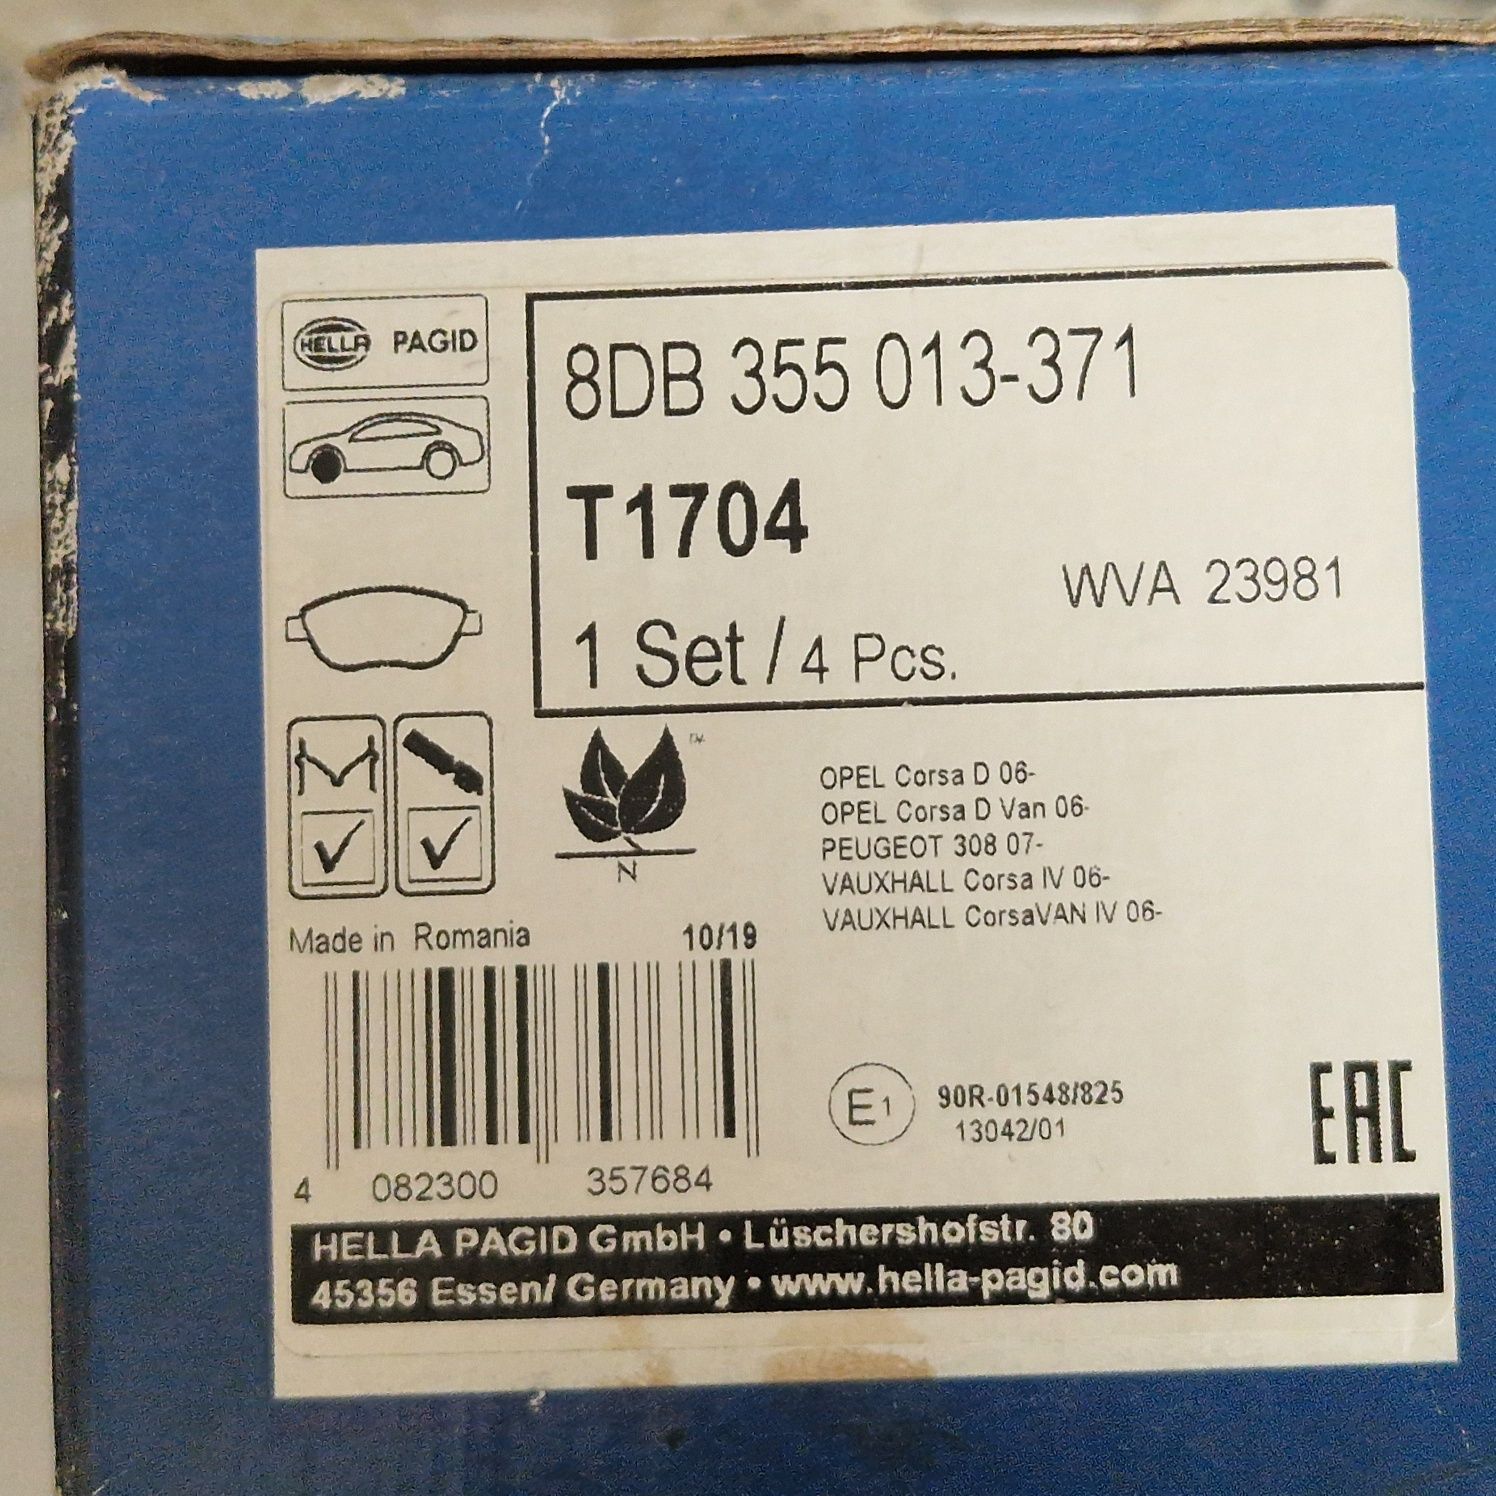 HELLA PAGID
8DB 355 013-371
T1704
WVA 23981
1 Set / 4 Pcs.
TM
N
OPEL Corsa D 06-
OPEL Corsa D Van 06-
PEUGEOT 308 07-
VAUXHALL Corsa IV 06-
VAUXHALL CorsaVAN IV 06-
Made in Romania 10/19
4 082300 357684
E1
90R-01548/825
13042/01
EAC
HELLA PAGID GmbH • Lüschershofstr. 80
45356 Essen/ Germany • www.hella-pagid.com